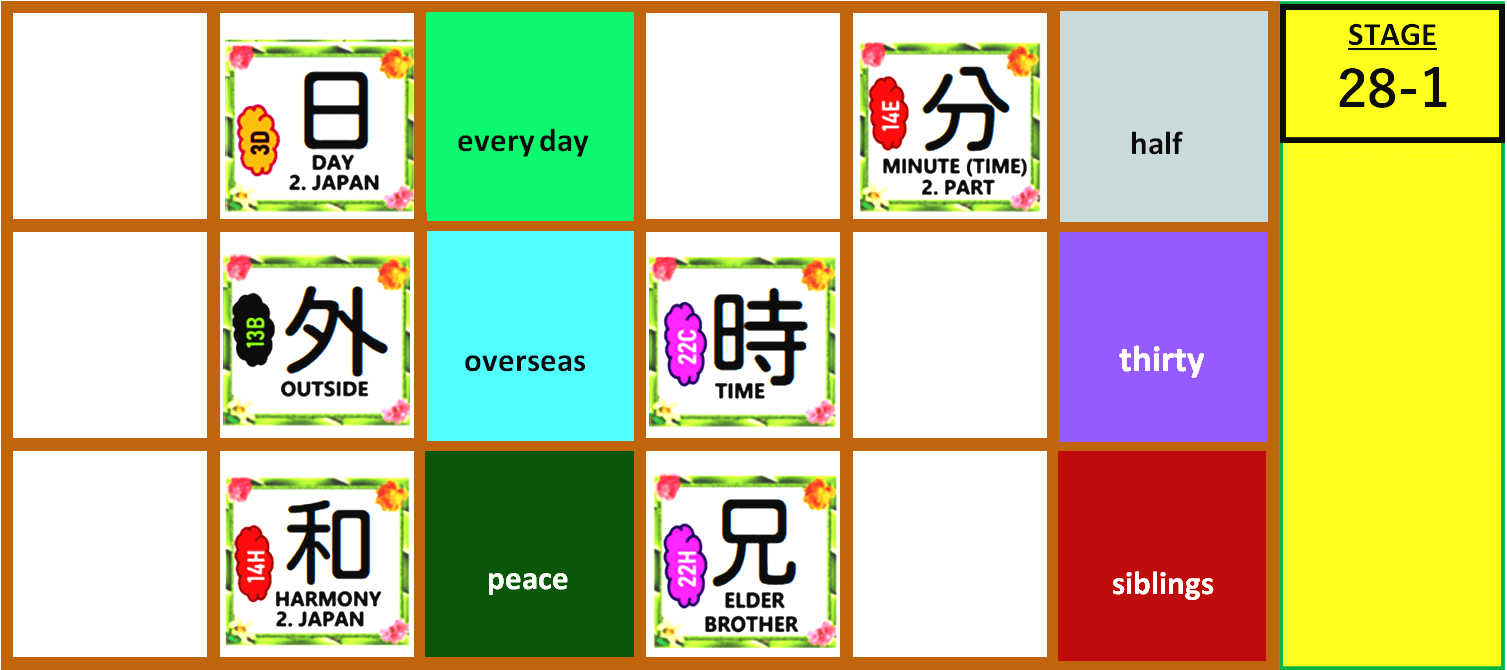 日
3D
DAY
2. JAPAN
every day
分
14E
MINUTE (TIME)
2. PART
half
STAGE
28-1
外
13B
OUTSIDE
overseas
時
22C
TIME
thirty
和
14H
HARMONY
2. JAPAN
peace
兄
22H
ELDER
BROTHER
siblings